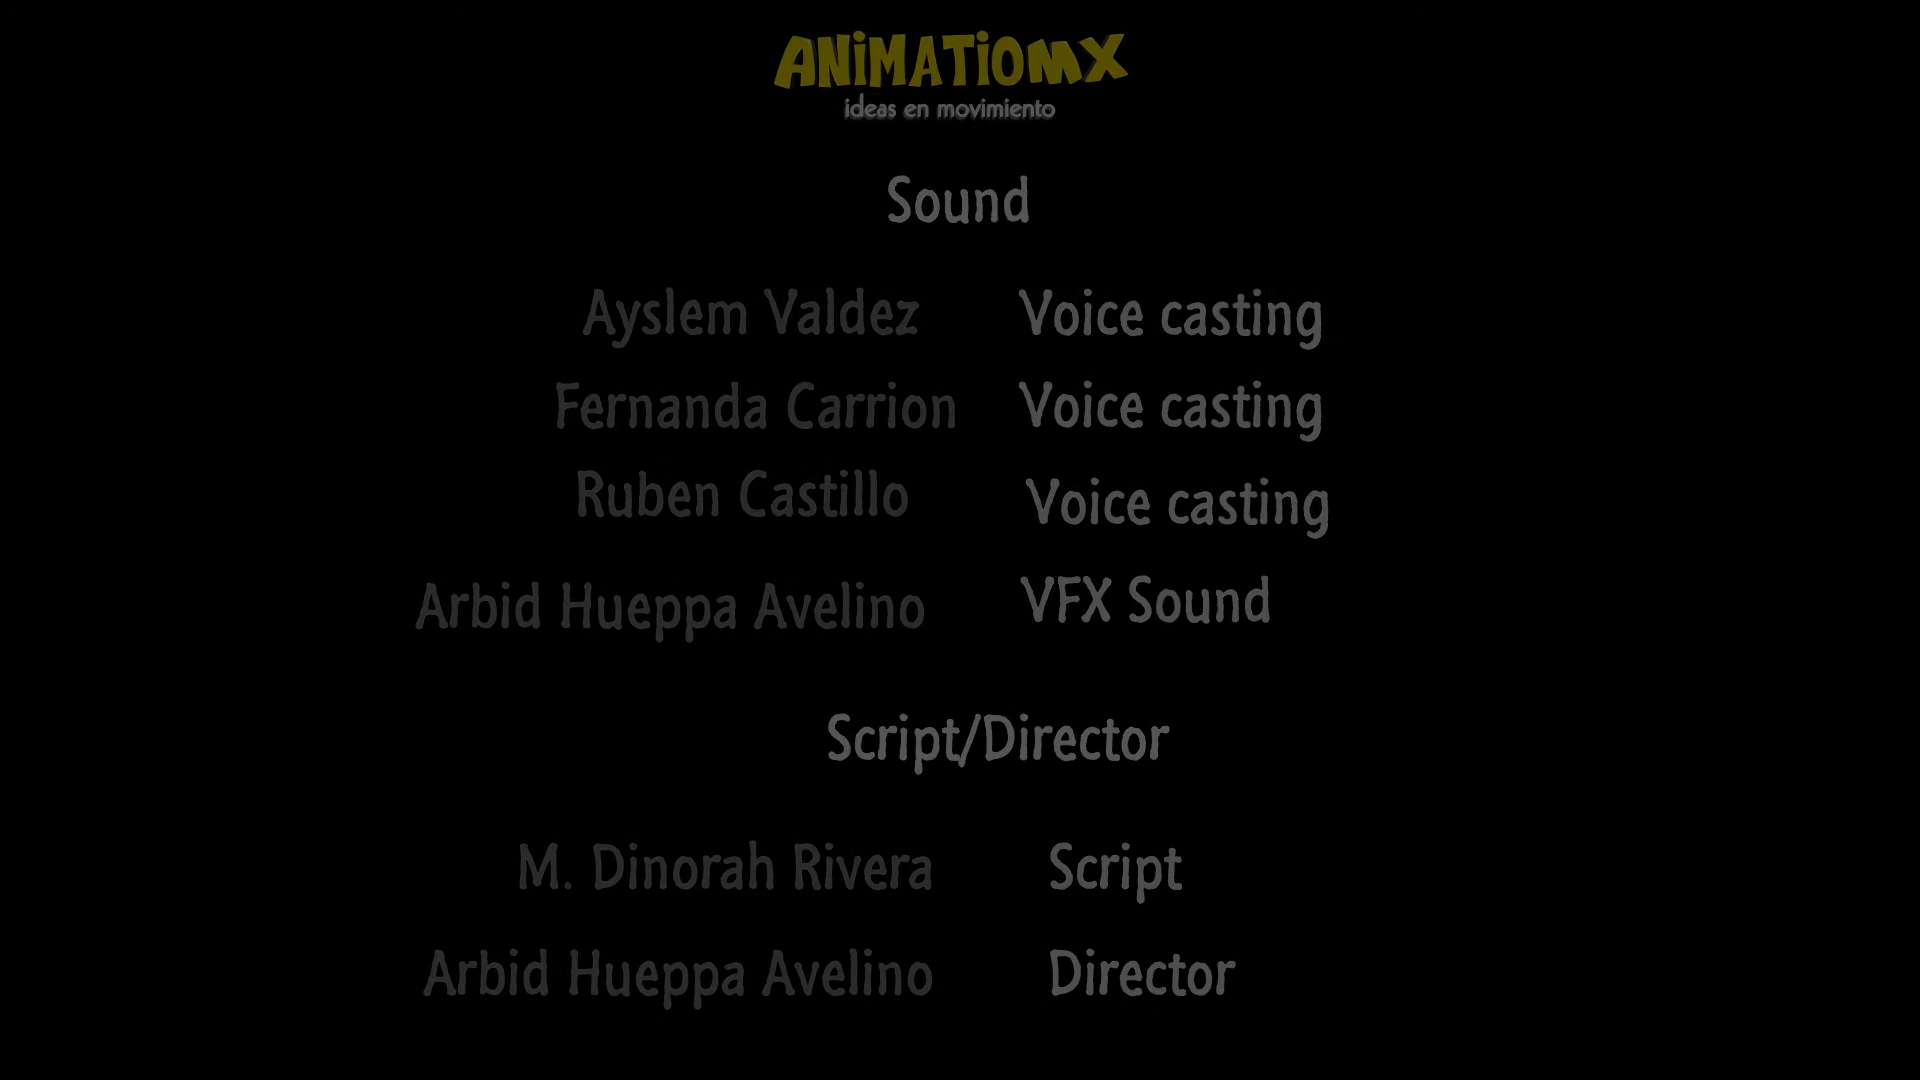 ANiMATiOMX
ideas en movimiento
Sound
Ayslem Valdez Voice casting
Fernanda Carrion Voice casting
Ruben Castillo Voice casting
Arbid Hueppa Avelino VFX Sound
Script/Director
M. Dinorah Rivera Script
Arbid Hueppa Avelino Director